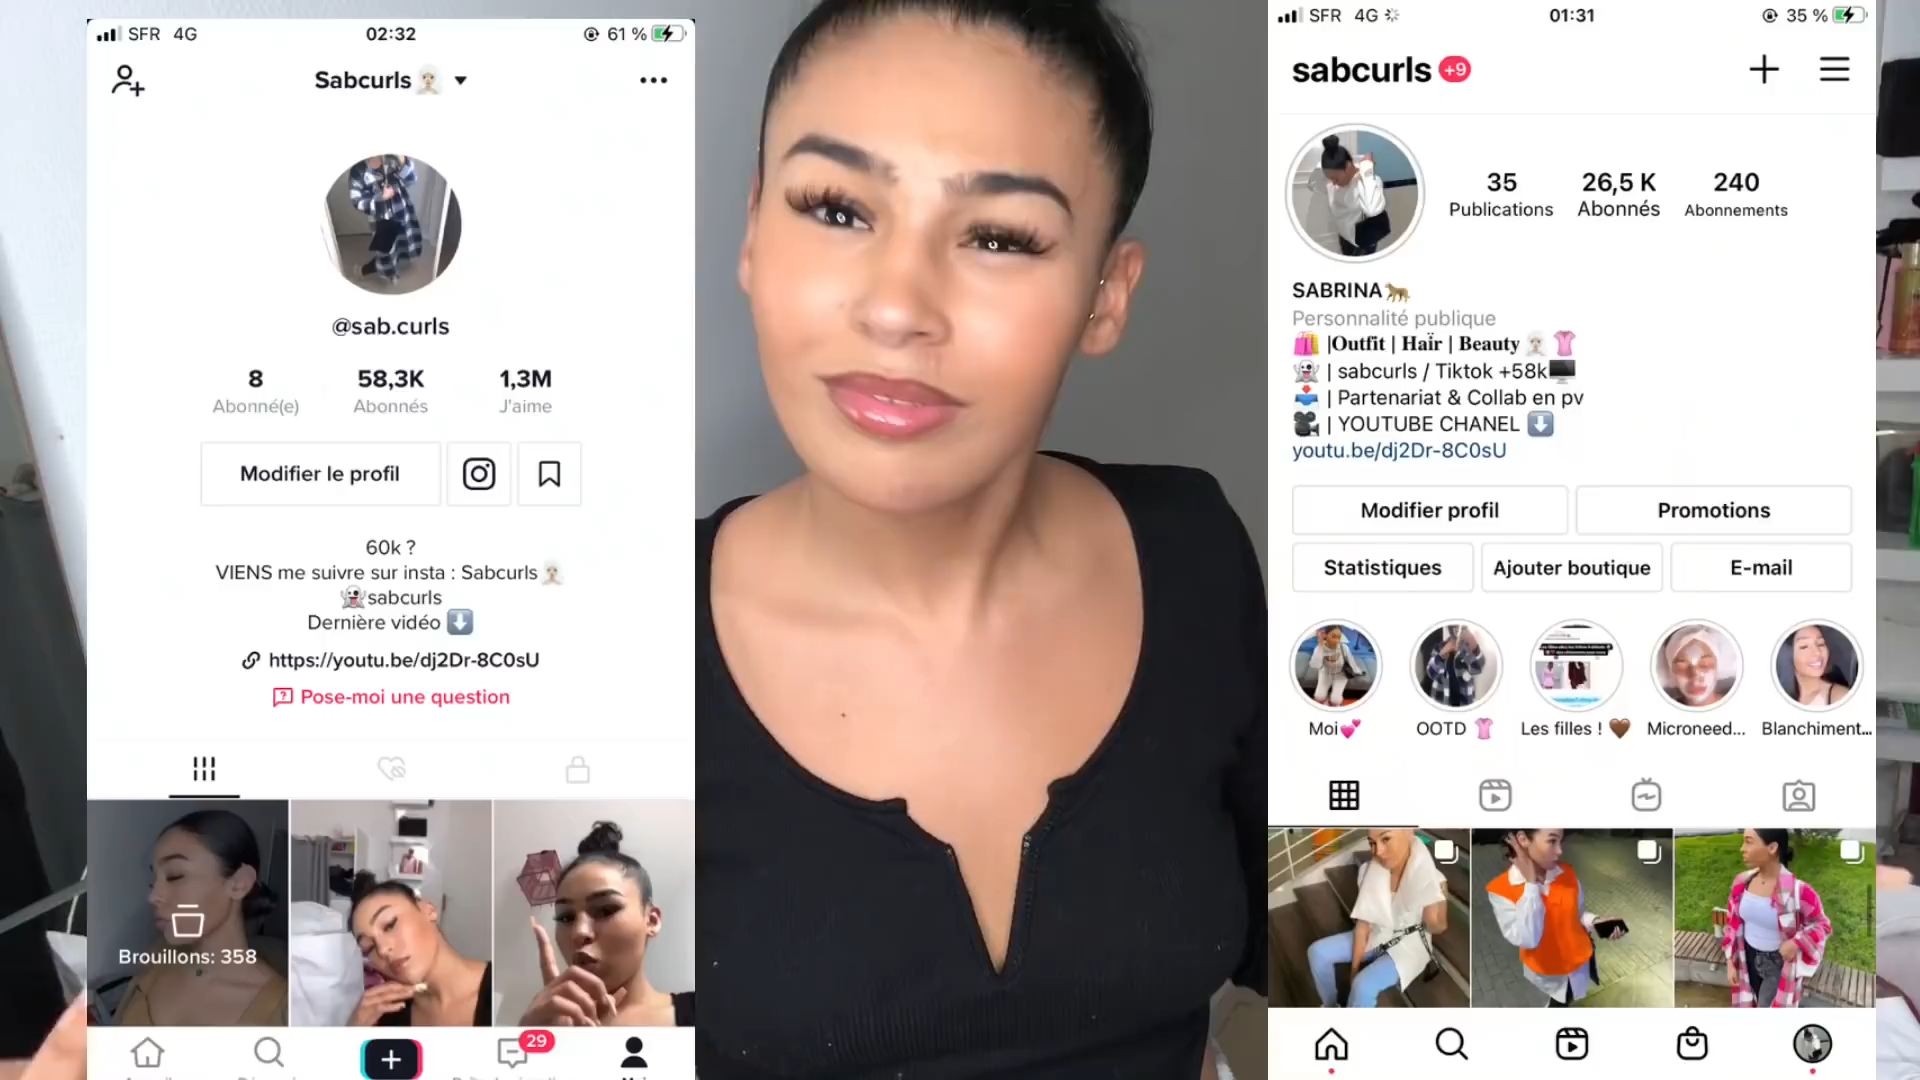 SFR 4G 02:32 61 %
Sabcurls
@sab.curls
8 58,3K 1,3M
Abonné(e) Abonnés J'aime
Modifier le profil
60k ?
VIENS me suivre sur insta : Sabcurls
sabcurls
Dernière vidéo
https://youtu.be/dj2Dr-8C0sU
Pose-moi une question
Brouillons: 358
29
SFR 4G 01:31 35 %
sabcurls +9
35 26,5 K 240
Publications Abonnés Abonnements
SABRINA
Personnalité publique
|Outfit | Haïr | Beauty
| sabcurls / Tiktok +58k
| Partenariat & Collab en pv
| YOUTUBE CHANEL
youtu.be/dj2Dr-8C0sU
Modifier profil Promotions
Statistiques Ajouter boutique E-mail
Moi OOTD Les filles ! Microneed... Blanchiment...